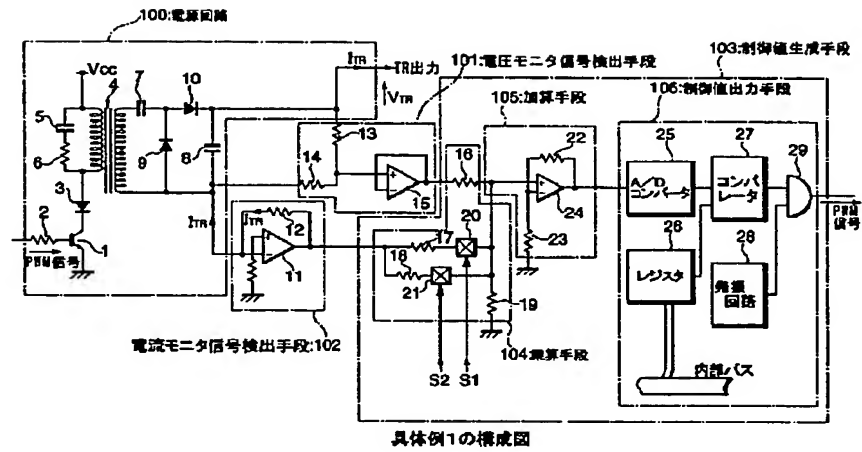 100:電源回路
ITR
TR出力
101:電圧モニタ信号検出手段
103:制御値生成手段
Vcc
4
7
10
VTR
105:加算手段
106:制御値出力手段
5
6
9
8
13
14
15
16
22
24
23
25
27
29
A/D
コンバータ
コンパ
レータ
3
2
1
PWM信号
ITR
ITR
12
11
17
20
18
21
19
26
28
レジスタ
発振
回路
PWM
信号
電流モニタ信号検出手段:102
104:乗算手段
S2
S1
内部バス
具体例1の構成図